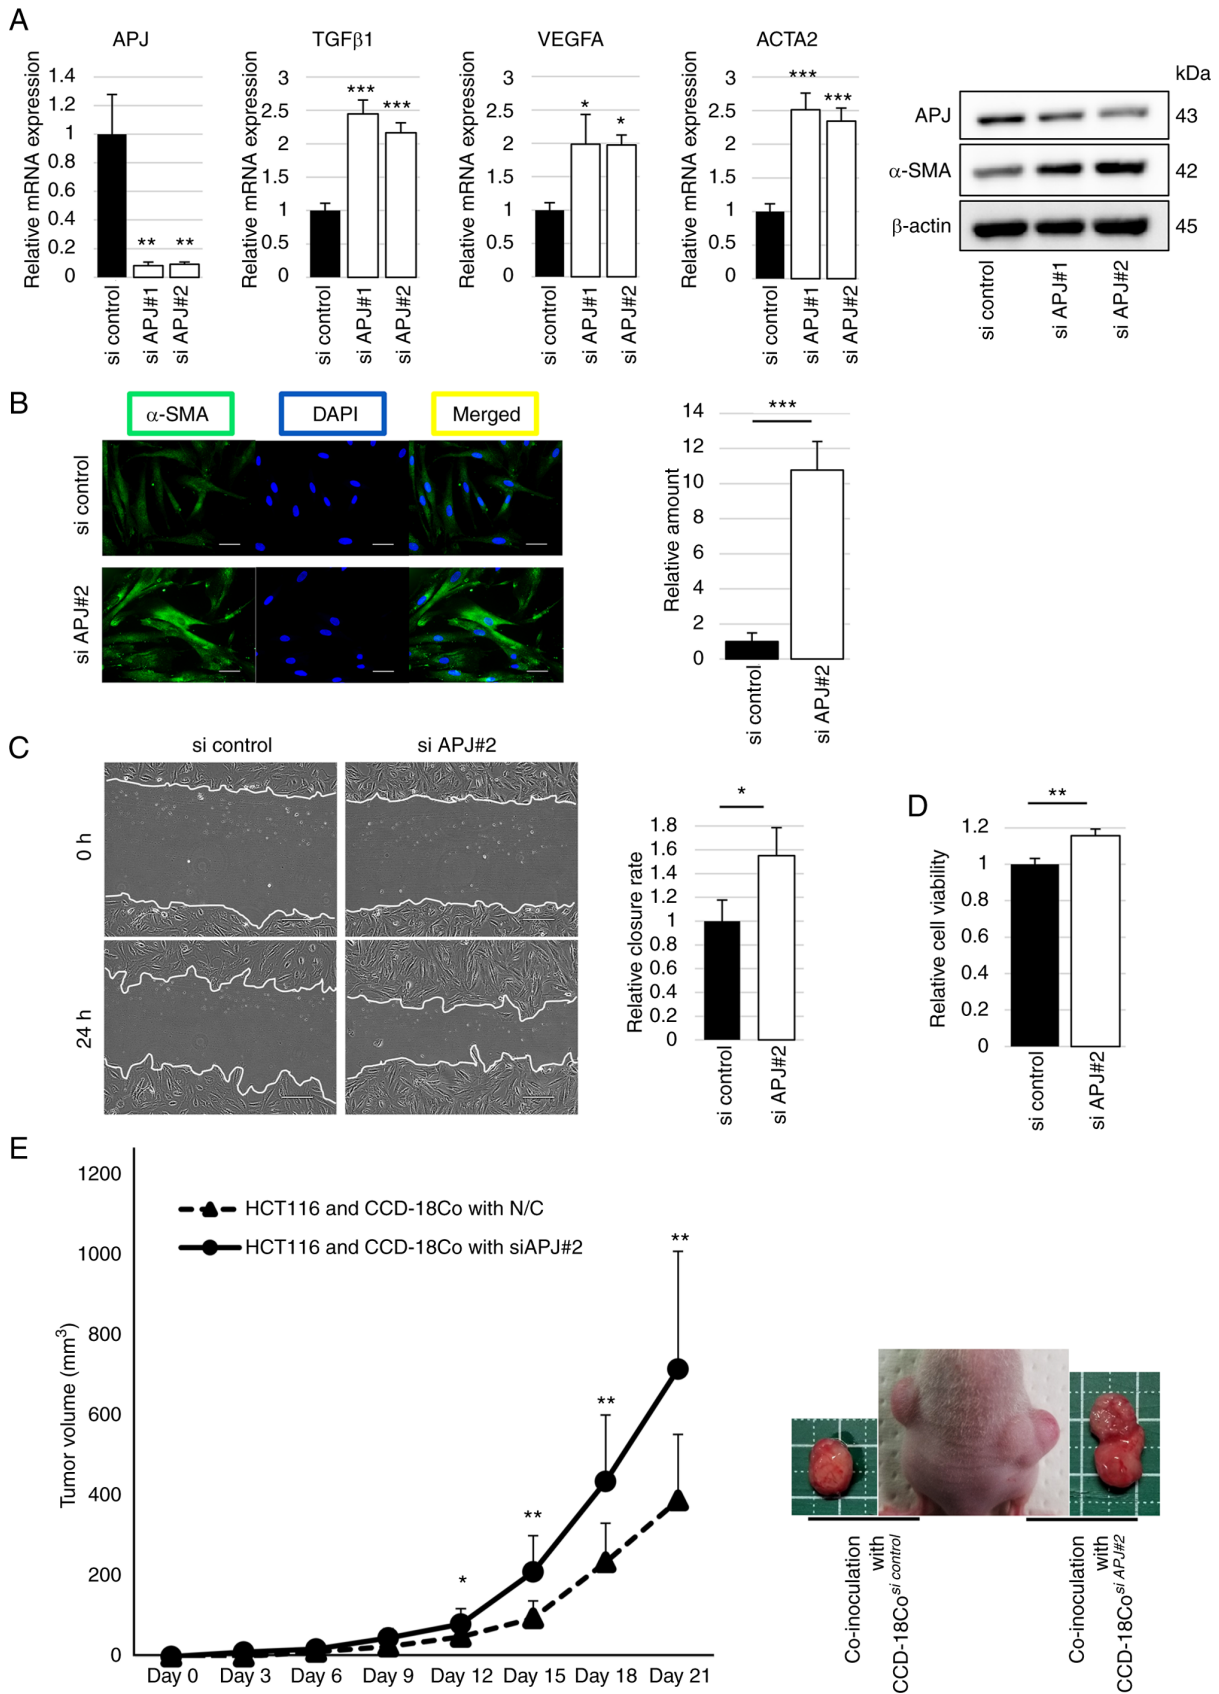 A
APJ
TGFβ1
VEGFA
ACTA2
Relative mRNA expression
1.4
1.2
1
0.8
0.6
0.4
0.2
0
**
**
si control
si APJ#1
si APJ#2
Relative mRNA expression
3
2.5
2
1.5
1
0.5
0
***
***
si control
si APJ#1
si APJ#2
Relative mRNA expression
3
2.5
2
1.5
1
0.5
0
*
*
si control
si APJ#1
si APJ#2
Relative mRNA expression
3
2.5
2
1.5
1
0.5
0
***
***
si control
si APJ#1
si APJ#2
kDa
APJ
43
α-SMA
42
β-actin
45
si control
si APJ#1
si APJ#2
B
α-SMA
DAPI
Merged
si control
si APJ#2
Relative amount
14
12
10
8
6
4
2
0
***
si control
si APJ#2
C
si control
si APJ#2
0 h
24 h
Relative closure rate
1.8
1.6
1.4
1.2
1
0.8
0.6
0.4
0.2
0
*
si control
si APJ#2
D
Relative cell viability
1.2
1
0.8
0.6
0.4
0.2
0
**
si control
si APJ#2
E
Tumor volume (mm³)
1200
1000
800
600
400
200
0
HCT116 and CCD-18Co with N/C
HCT116 and CCD-18Co with siAPJ#2
*
**
**
**
Day 0
Day 3
Day 6
Day 9
Day 12
Day 15
Day 18
Day 21
Co-inoculation
with
CCD-18Co si control
Co-inoculation
with
CCD-18Co si APJ#2